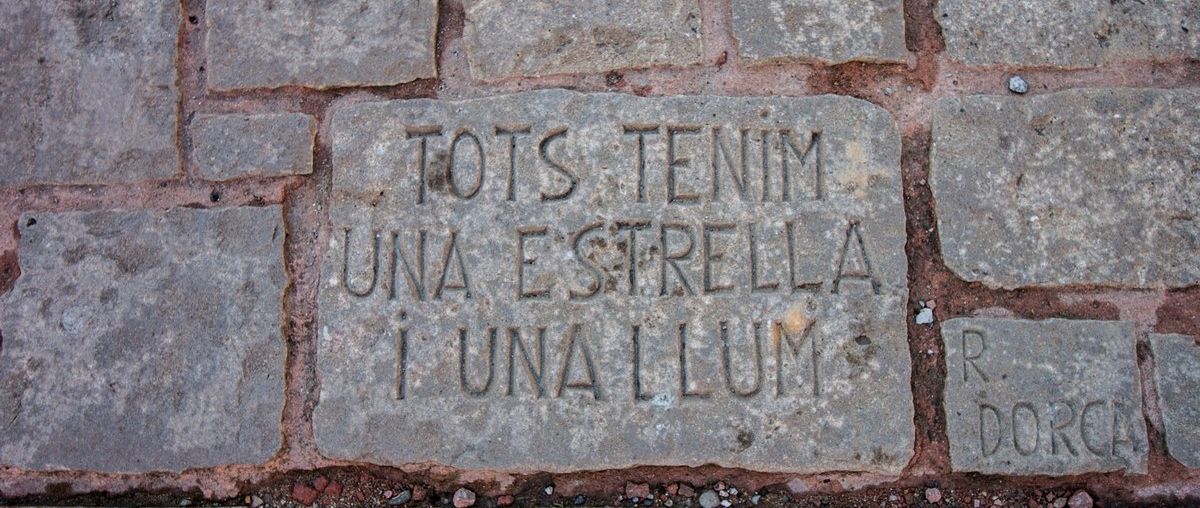 TOTS TENiM
UNA ESTRELLA
i UNA LLUM
R.
DORCA